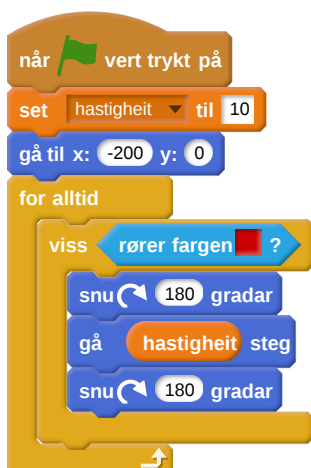 når vert trykt på
set hastigheit til 10
gå til x: -200 y: 0
for alltid
viss rører fargen ?
snu 180 gradar
gå hastigheit steg
snu 180 gradar